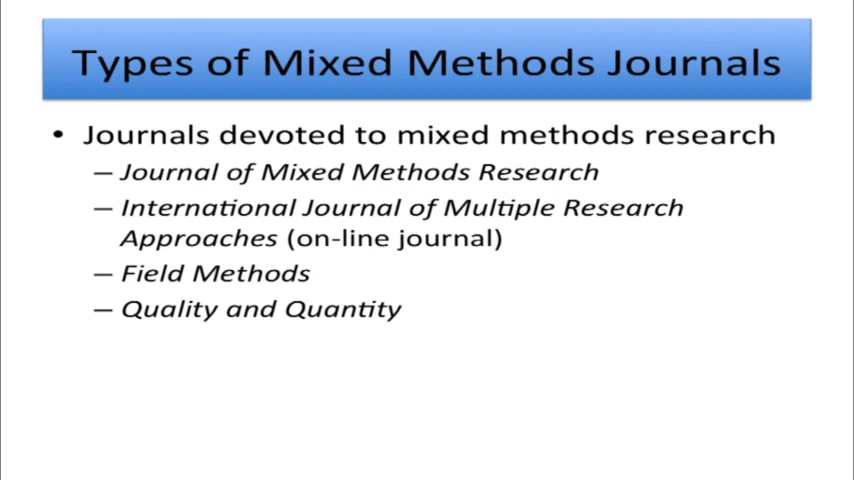 Types of Mixed Methods Journals
• Journals devoted to mixed methods research
– Journal of Mixed Methods Research
– International Journal of Multiple Research
Approaches (on-line journal)
– Field Methods
– Quality and Quantity